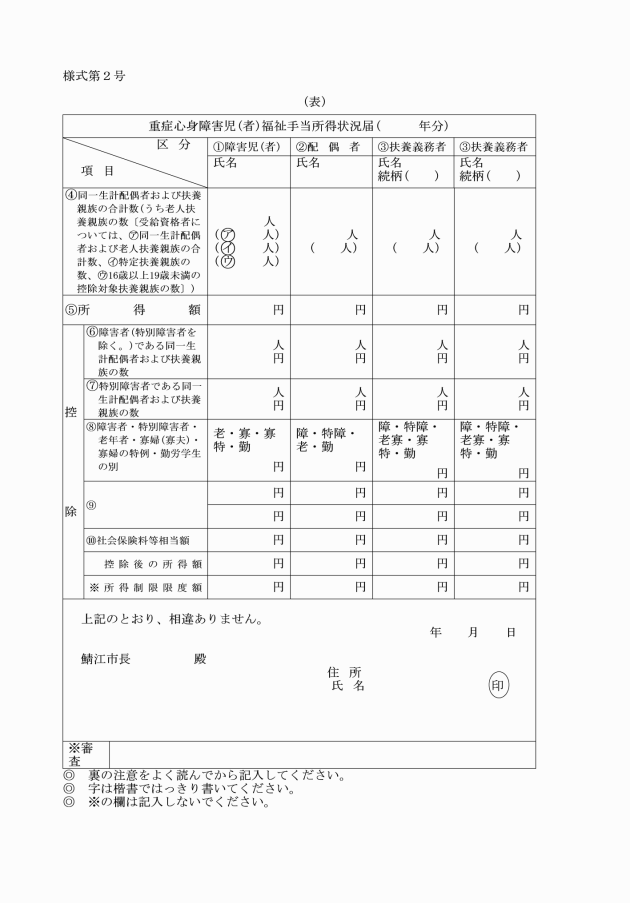 様式第２号
（表）
重症心身障害児(者)福祉手当所得状況届(　　　年分)
区　分
項　目
①障害児(者)
②配　偶　者
③扶養義務者
③扶養義務者
氏名
氏名
氏名
続柄(　　)
氏名
続柄(　　)
④同一生計配偶者および扶養
親族の合計数(うち老人扶
養親族の数〔受給資格者に
ついては、㋐同一生計配偶
者および老人扶養親族の合
計数、㋑特定扶養親族の
数、㋒16歳以上19歳未満の
控除対象扶養親族の数〕)
人
(㋐　　人)
(㋑　　人)
(㋒　　人)
人
(　　人)
人
(　　人)
人
(　　人)
⑤所　　得　　額
円
円
円
円
控
除
⑥障害者(特別障害者を
除く。)である同一生
計配偶者および扶養親
族の数
人
円
人
円
人
円
人
円
⑦特別障害者である同一
生計配偶者および扶養
親族の数
人
円
人
円
人
円
人
円
⑧障害者・特別障害者・
老年者・寡婦(寡夫)・
寡婦の特例・勤労学生
の別
老・寡・寡
特・勤
円
障・特障・
老・勤
円
障・特障・
老寡・寡
特・勤
円
障・特障・
老寡・寡
特・勤
円
⑨
円
円
円
円
円
円
円
円
⑩社会保険料等相当額
円
円
円
円
控除後の所得額
円
円
円
円
※所得制限限度額
円
円
円
円
上記のとおり、相違ありません。
年　　月　　日
鯖江市長　　　　　殿
住　所
氏　名　　　　　　　　　印
※審
査
◎　裏の注意をよく読んでから記入してください。
◎　字は楷書ではっきり書いてください。
◎　※の欄は記入しないでください。